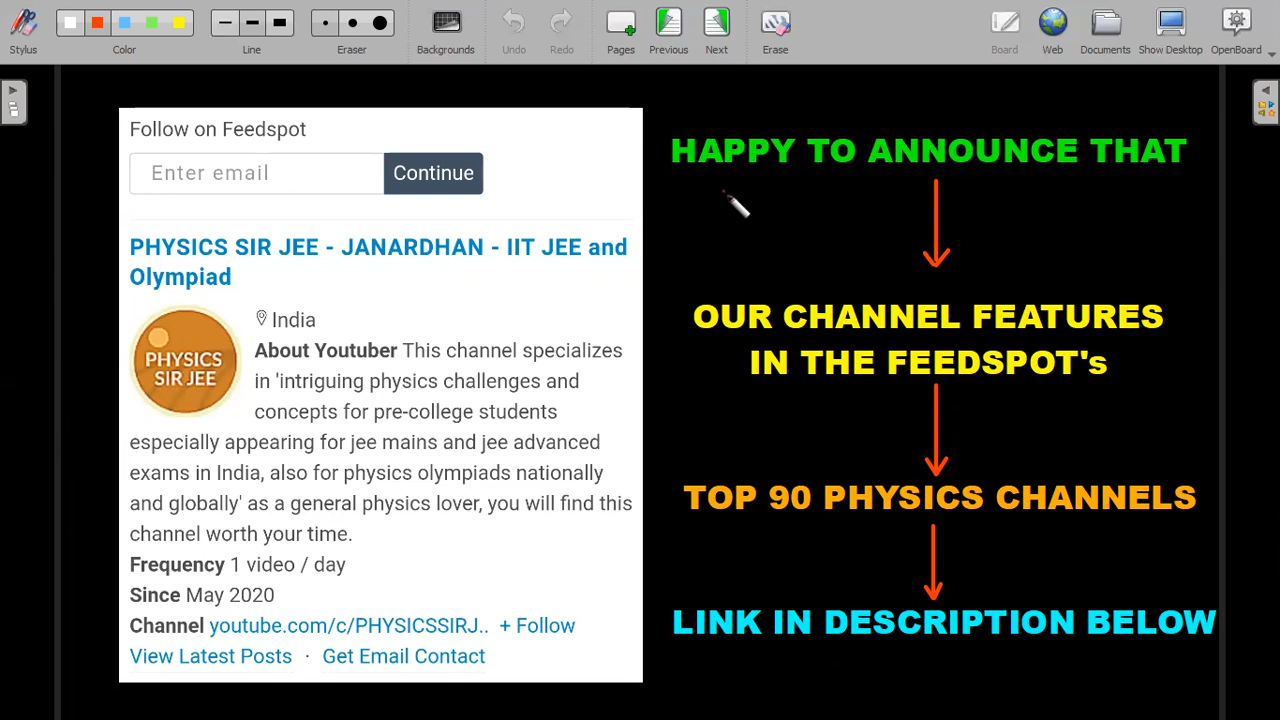 Stylus
Color
Line
Eraser
Backgrounds
Undo
Redo
Pages
Previous
Next
Erase
Board
Web
Documents
Show Desktop
OpenBoard
Follow on Feedspot
Enter email
Continue
PHYSICS SIR JEE - JANARDHAN - IIT JEE and
Olympiad
PHYSICS
SIR JEE
India
About Youtuber This channel specializes
in 'intriguing physics challenges and
concepts for pre-college students
especially appearing for jee mains and jee advanced
exams in India, also for physics olympiads nationally
and globally' as a general physics lover, you will find this
channel worth your time.
Frequency 1 video / day
Since May 2020
Channel youtube.com/c/PHYSICSSIRJ.. + Follow
View Latest Posts · Get Email Contact
HAPPY TO ANNOUNCE THAT
OUR CHANNEL FEATURES
IN THE FEEDSPOT's
TOP 90 PHYSICS CHANNELS
LINK IN DESCRIPTION BELOW